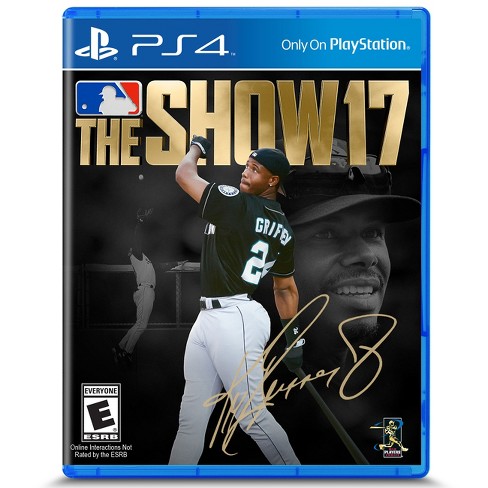 PS4
Only On PlayStation®
THE SHOW 17
GRIFFEY
24
EVERYONE
E
ESRB
Online Interactions Not
Rated by the ESRB